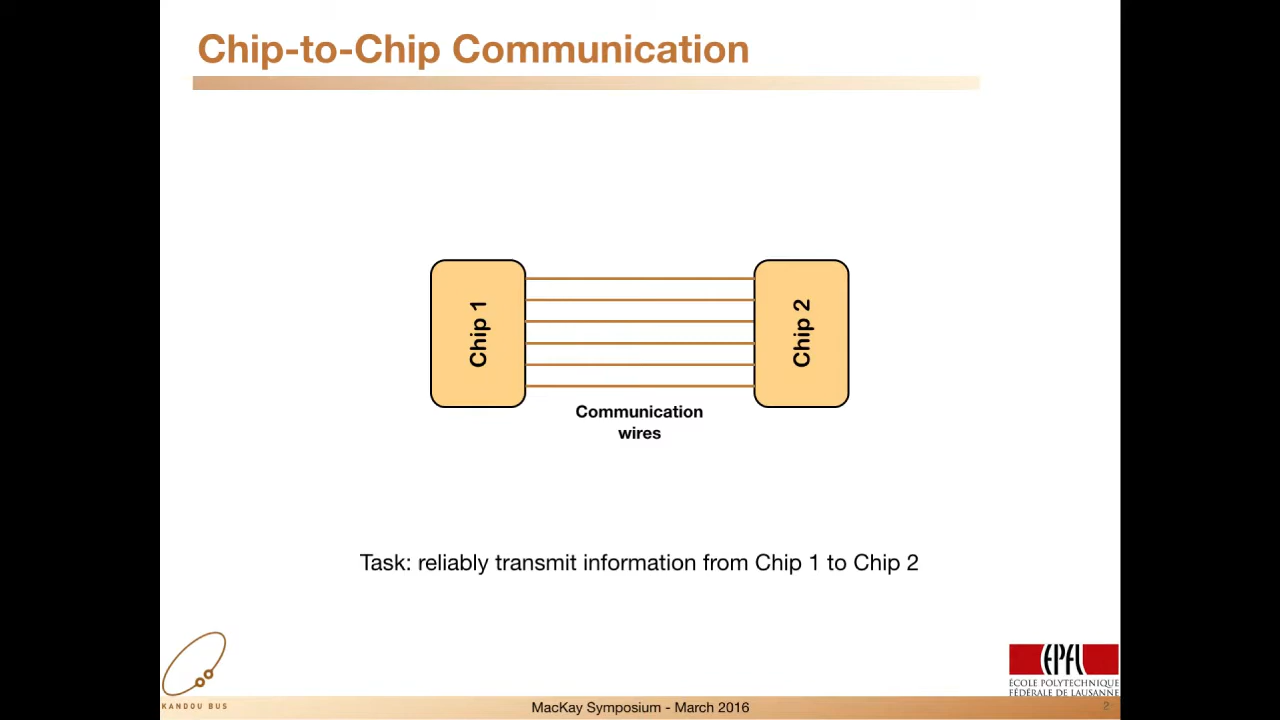 Chip-to-Chip Communication
Chip 1
Chip 2
Communication
wires
Task: reliably transmit information from Chip 1 to Chip 2
KANDOU BUS
MacKay Symposium - March 2016
EPFL
ÉCOLE POLYTECHNIQUE
FÉDÉRALE DE LAUSANNE
2